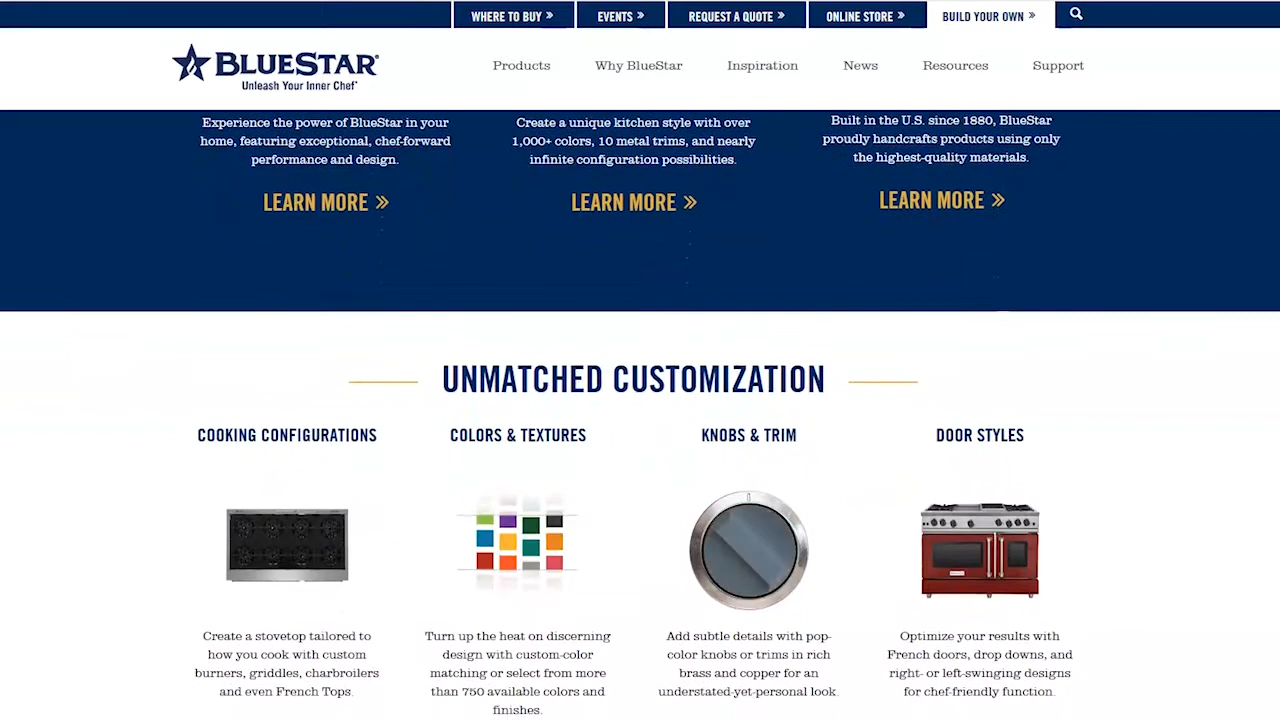 WHERE TO BUY »
EVENTS »
REQUEST A QUOTE »
ONLINE STORE »
BUILD YOUR OWN »
BLUESTAR®
Unleash Your Inner Chef™
Products
Why BlueStar
Inspiration
News
Resources
Support
Experience the power of BlueStar in your
home, featuring exceptional, chef-forward
performance and design.
LEARN MORE »
Create a unique kitchen style with over
1,000+ colors, 10 metal trims, and nearly
infinite configuration possibilities.
LEARN MORE »
Built in the U.S. since 1880, BlueStar
proudly handcrafts products using only
the highest-quality materials.
LEARN MORE »
UNMATCHED CUSTOMIZATION
COOKING CONFIGURATIONS
Create a stovetop tailored to
how you cook with custom
burners, griddles, charbroilers
and even French Tops.
COLORS & TEXTURES
Turn up the heat on discerning
design with custom-color
matching or select from more
than 750 available colors and
finishes.
KNOBS & TRIM
Add subtle details with pop-
color knobs or trims in rich
brass and copper for an
understated-yet-personal look.
DOOR STYLES
Optimize your results with
French doors, drop downs, and
right- or left-swinging designs
for chef-friendly function.